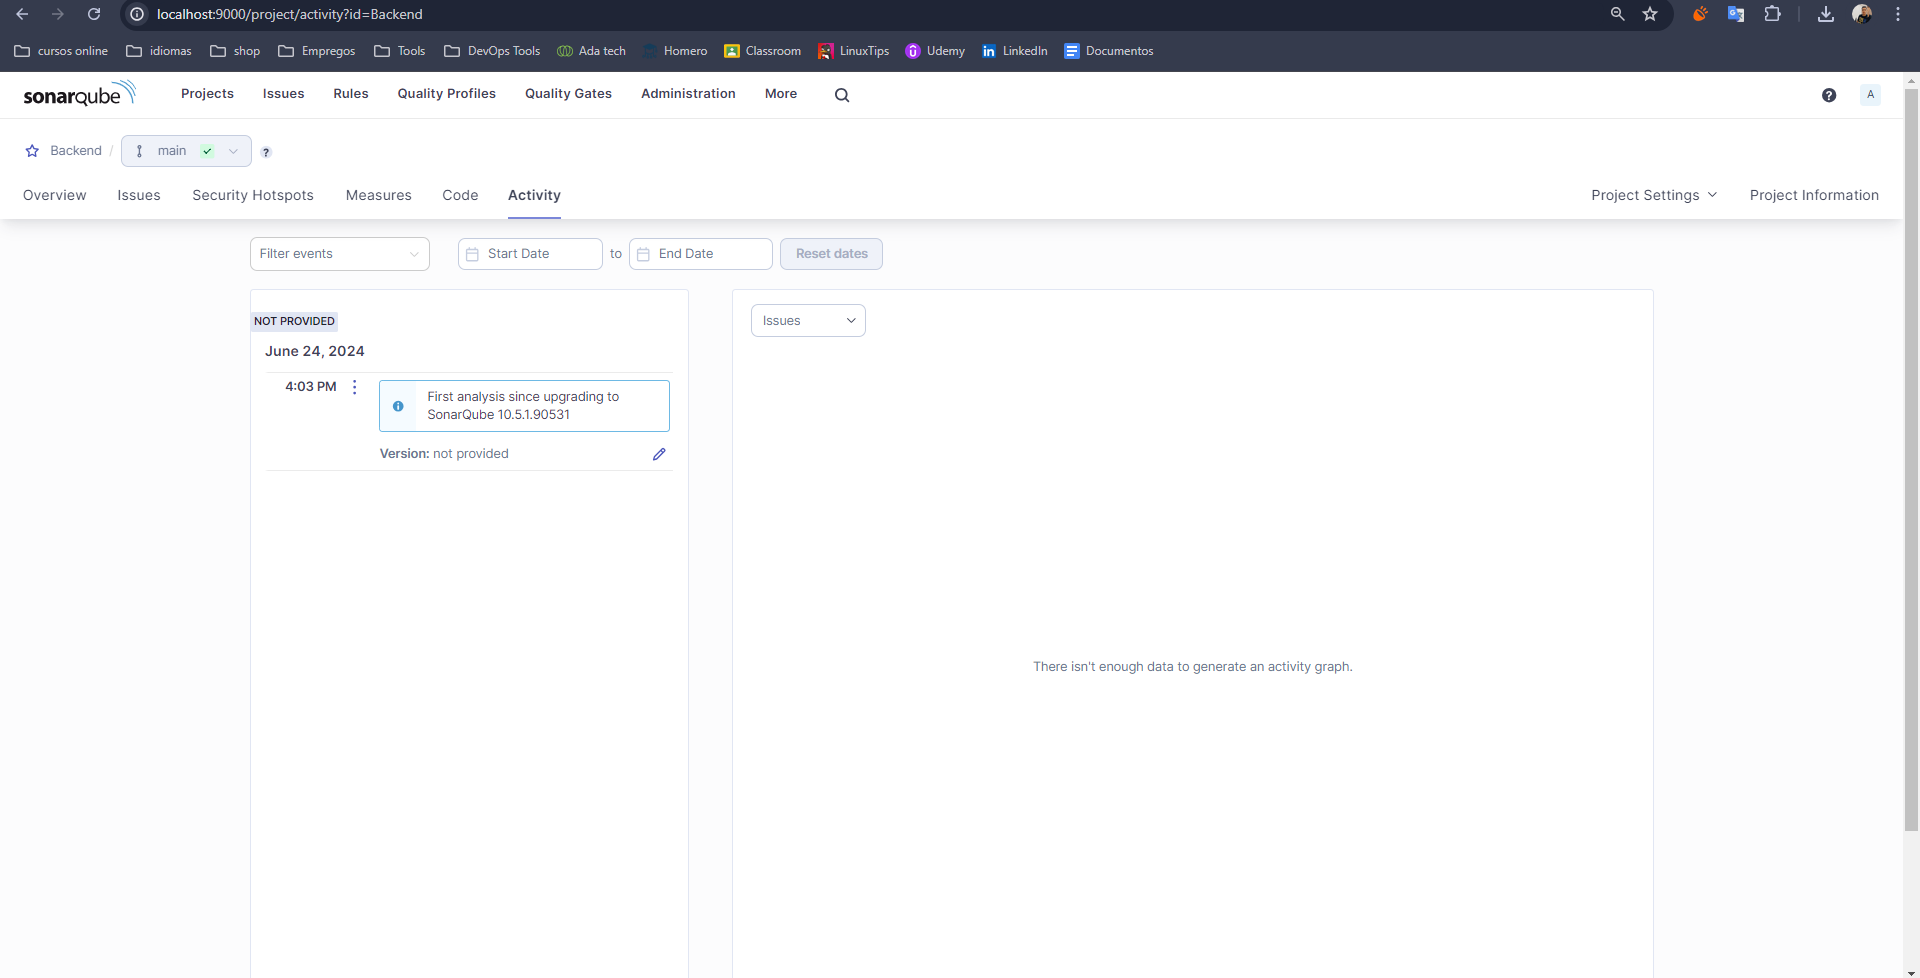 localhost:9000/project/activity?id=Backend
cursos online idiomas shop Empregos Tools DevOps Tools Ada tech Homero Classroom LinuxTips Udemy LinkedIn Documentos
sonarqube Projects Issues Rules Quality Profiles Quality Gates Administration More ? A
Backend / main ?
Overview Issues Security Hotspots Measures Code Activity Project Settings Project Information
Filter events Start Date to End Date Reset dates
NOT PROVIDED
Issues
June 24, 2024
4:03 PM
First analysis since upgrading to
SonarQube 10.5.1.90531
Version: not provided
There isn't enough data to generate an activity graph.